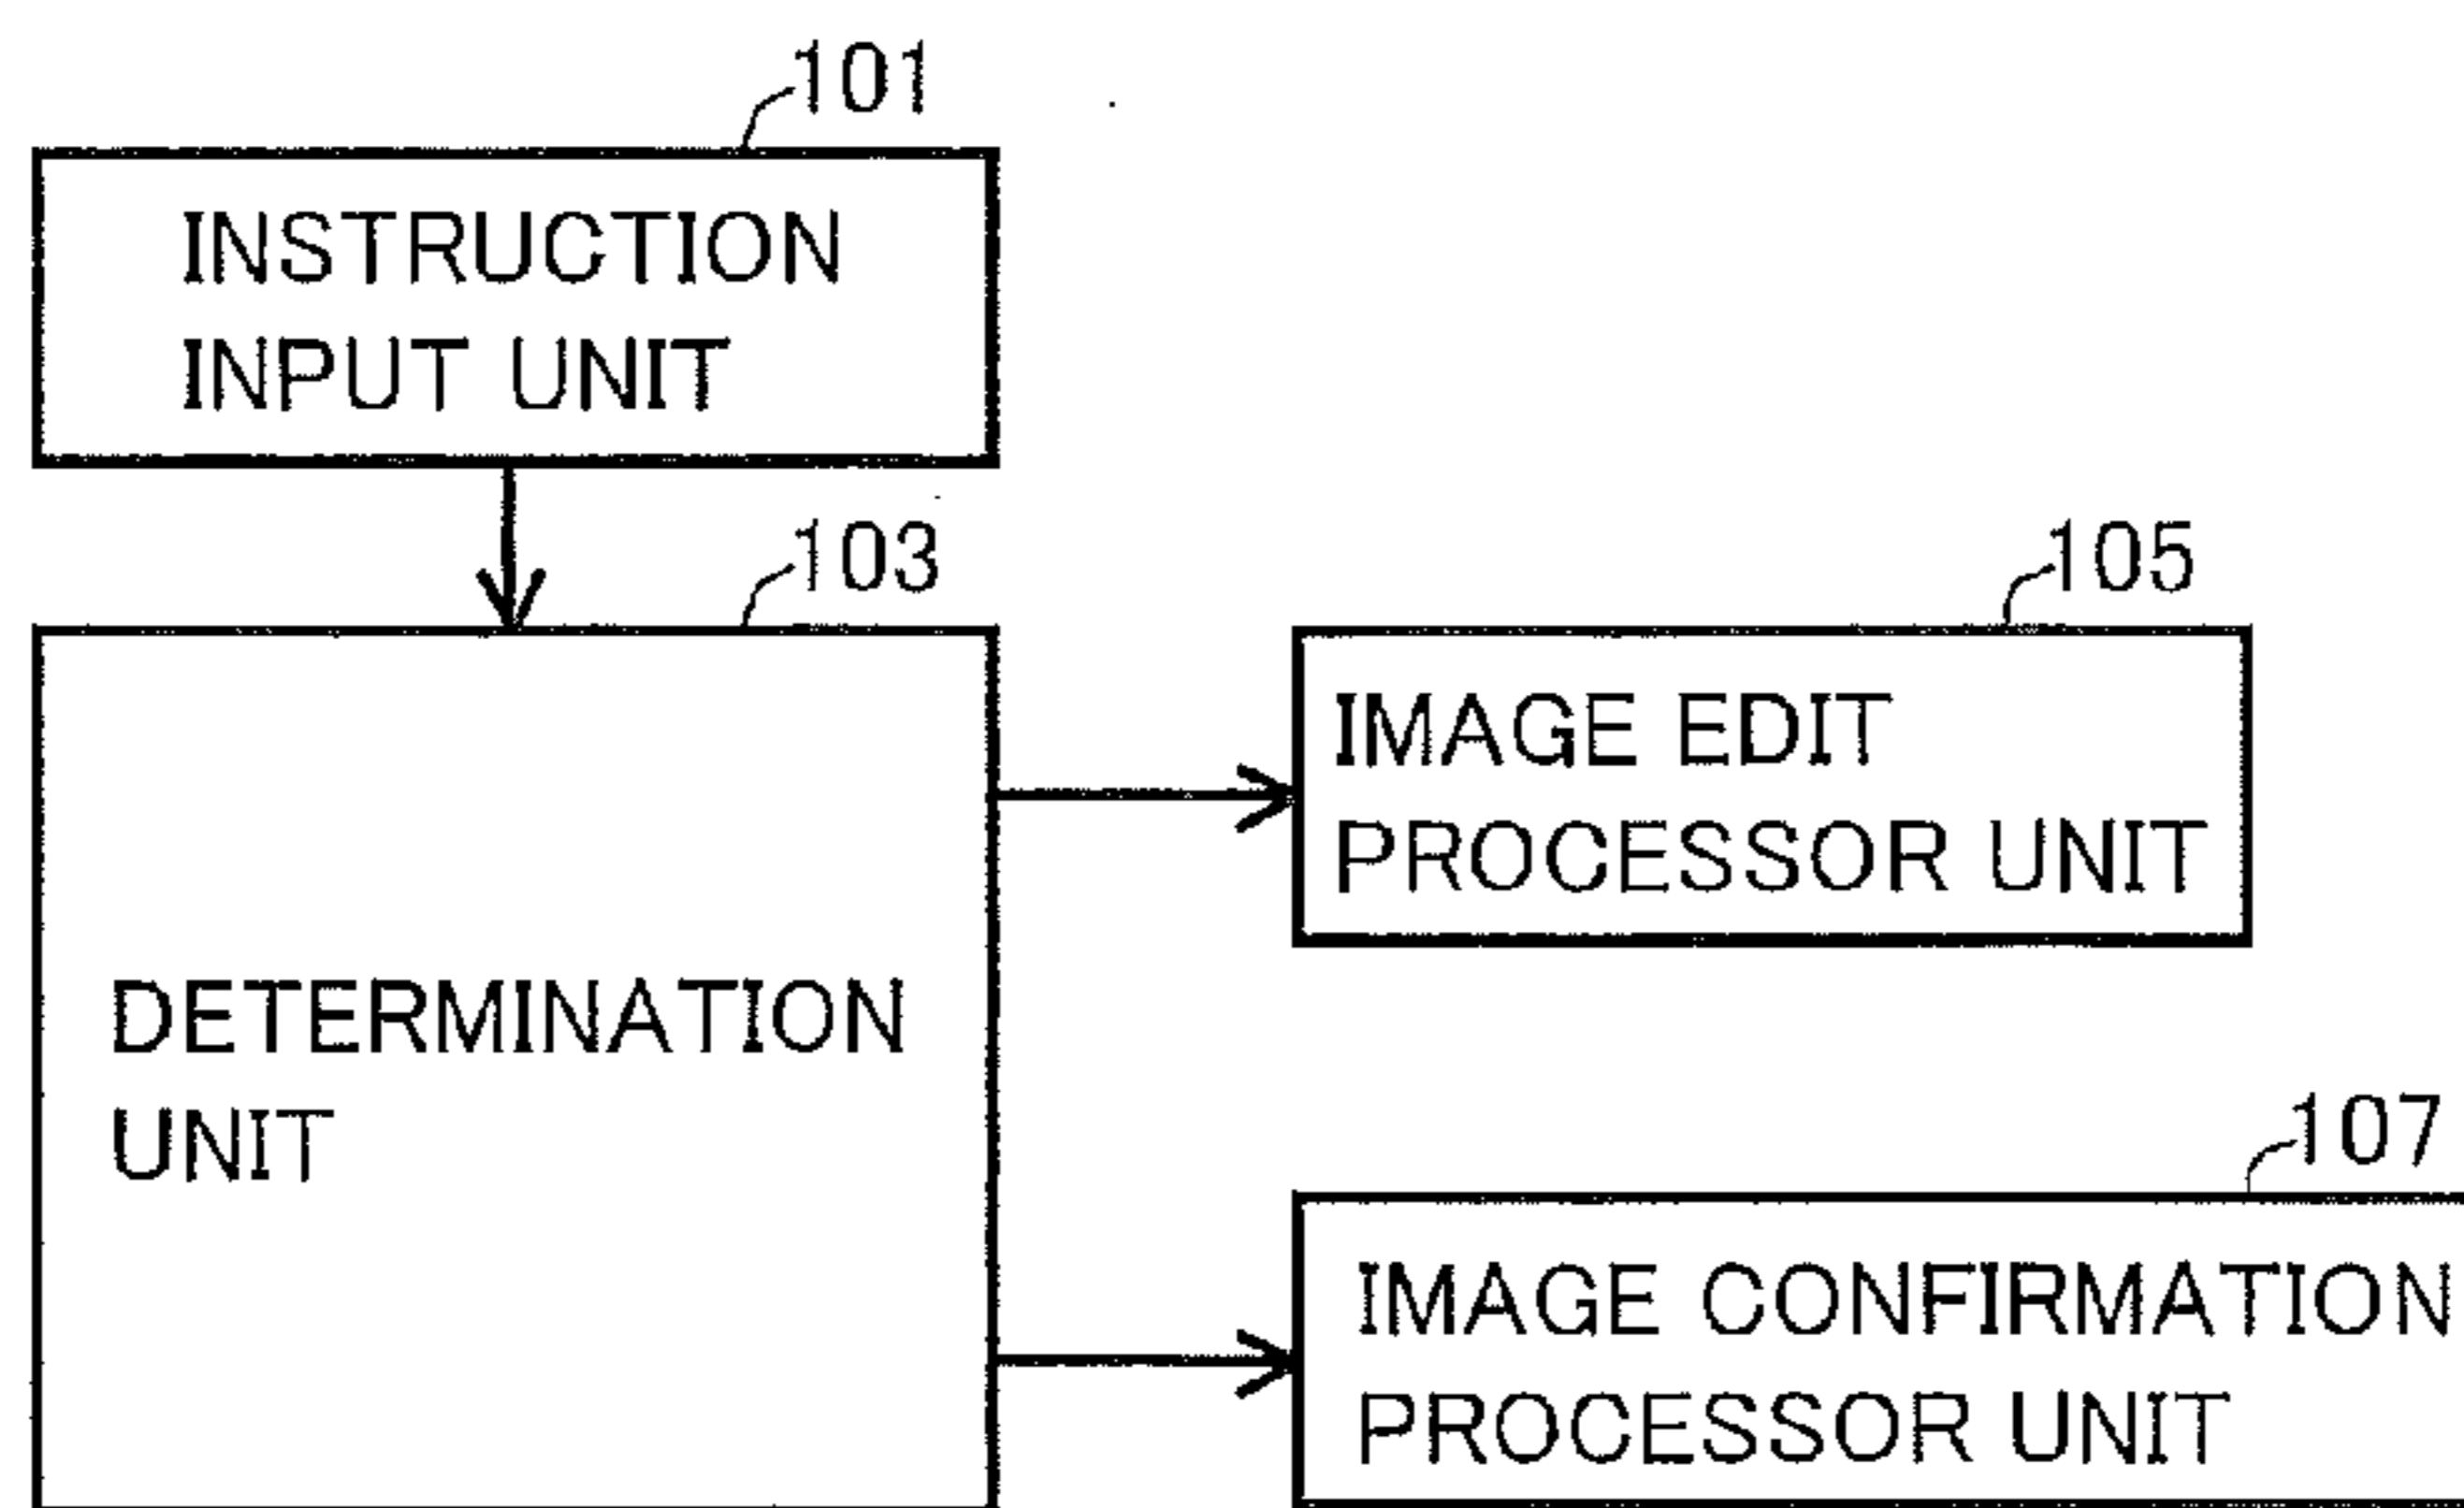 101
INSTRUCTION
INPUT UNIT
103
DETERMINATION
UNIT
105
IMAGE EDIT
PROCESSOR UNIT
107
IMAGE CONFIRMATION
PROCESSOR UNIT